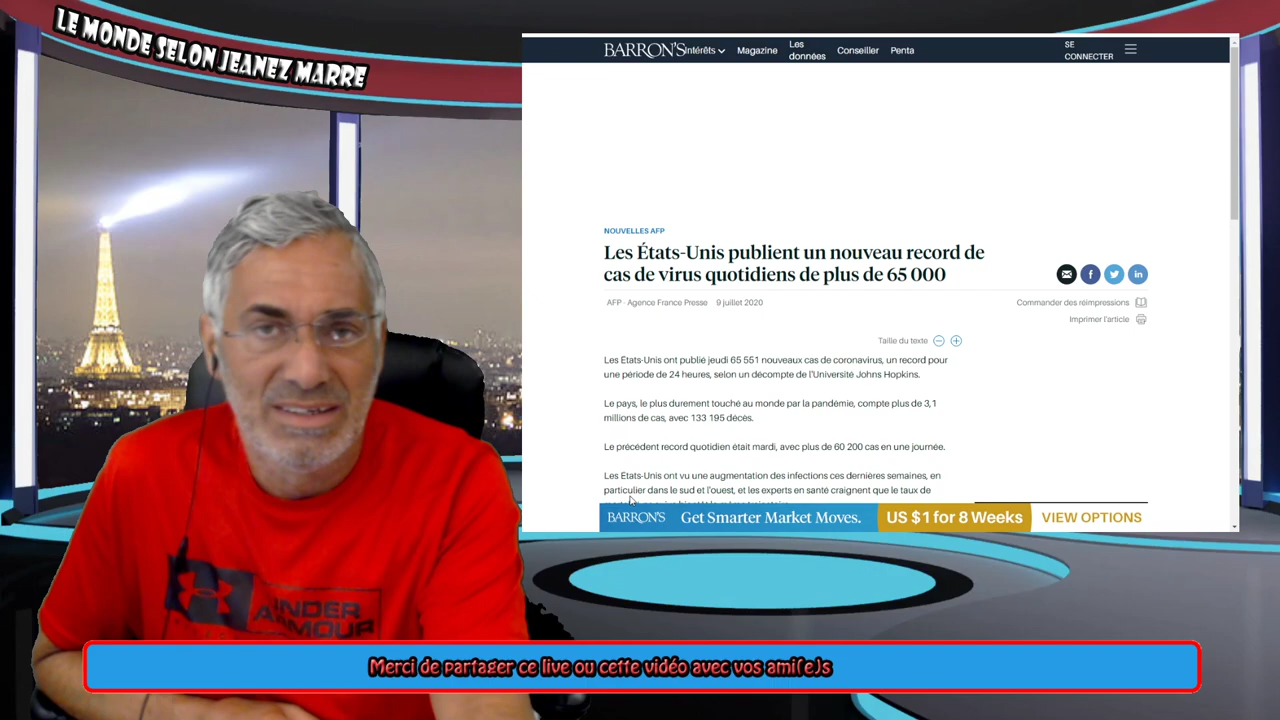 LE MONDE SELON JEANEZ MARRE
BARRON'S Intérêts Magazine Les données Conseiller Penta SE CONNECTER
NOUVELLES AFP
Les États-Unis publient un nouveau record de
cas de virus quotidiens de plus de 65 000
AFP - Agence France Presse 9 juillet 2020
Commander des réimpressions
Imprimer l'article
Taille du texte
Les États-Unis ont publié jeudi 65 551 nouveaux cas de coronavirus, un record pour
une période de 24 heures, selon un décompte de l'Université Johns Hopkins.
Le pays, le plus durement touché au monde par la pandémie, compte plus de 3,1
millions de cas, avec 133 195 décès.
Le précédent record quotidien était mardi, avec plus de 60 200 cas en une journée.
Les États-Unis ont vu une augmentation des infections ces dernières semaines, en
particulier dans le sud et l'ouest, et les experts en santé craignent que le taux de
BARRON'S Get Smarter Market Moves. US $1 for 8 Weeks VIEW OPTIONS
UNDER
ARMOUR
Merci de partager ce live ou cette vidéo avec vos ami(e)s